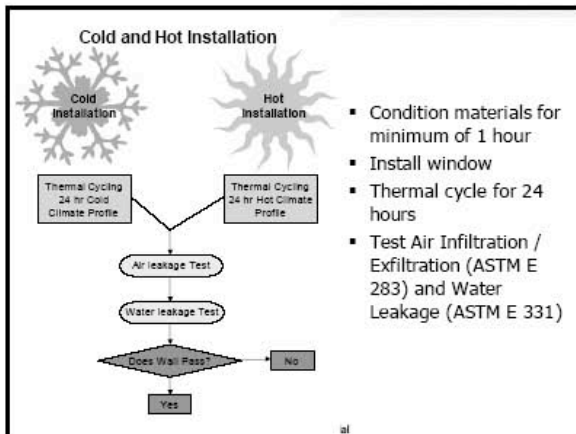 Cold and Hot Installation
Cold
Installation
Hot
Installation
Thermal Cycling
24 hr Cold
Climate Profile
Thermal Cycling
24 hr Hot Climate
Profile
Air leakage Test
Water leakage Test
Does Wall Pass?
No
Yes
▪ Condition materials for
minimum of 1 hour
▪ Install window
▪ Thermal cycle for 24
hours
▪ Test Air Infiltration /
Exfiltration (ASTM E
283) and Water
Leakage (ASTM E 331)
al